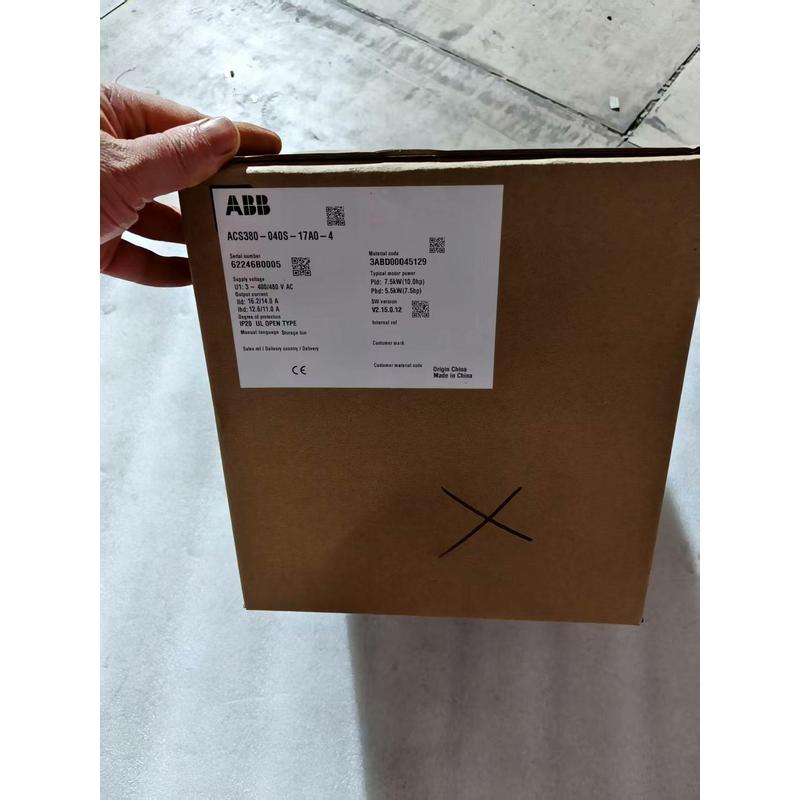 ABB
ACS380-040S-17A0-4
Serial number
62246B0005
Supply voltage
U1: 3 ~ 400/480 V AC
Output current
Ild: 16.2/14.0 A
Ihd: 12.6/11.0 A
Degree of protection
IP20 UL OPEN TYPE
Manual language Storage bin
Sales ref / Delivery country / Delivery
CE
Material code
3ABD00045129
Typical motor power
Pld: 7.5kW(10.0hp)
Phd: 5.5kW(7.5hp)
SW version
V2.15.0.12
Internal ref
Customer mark
Customer material code
Origin China
Made in China
X